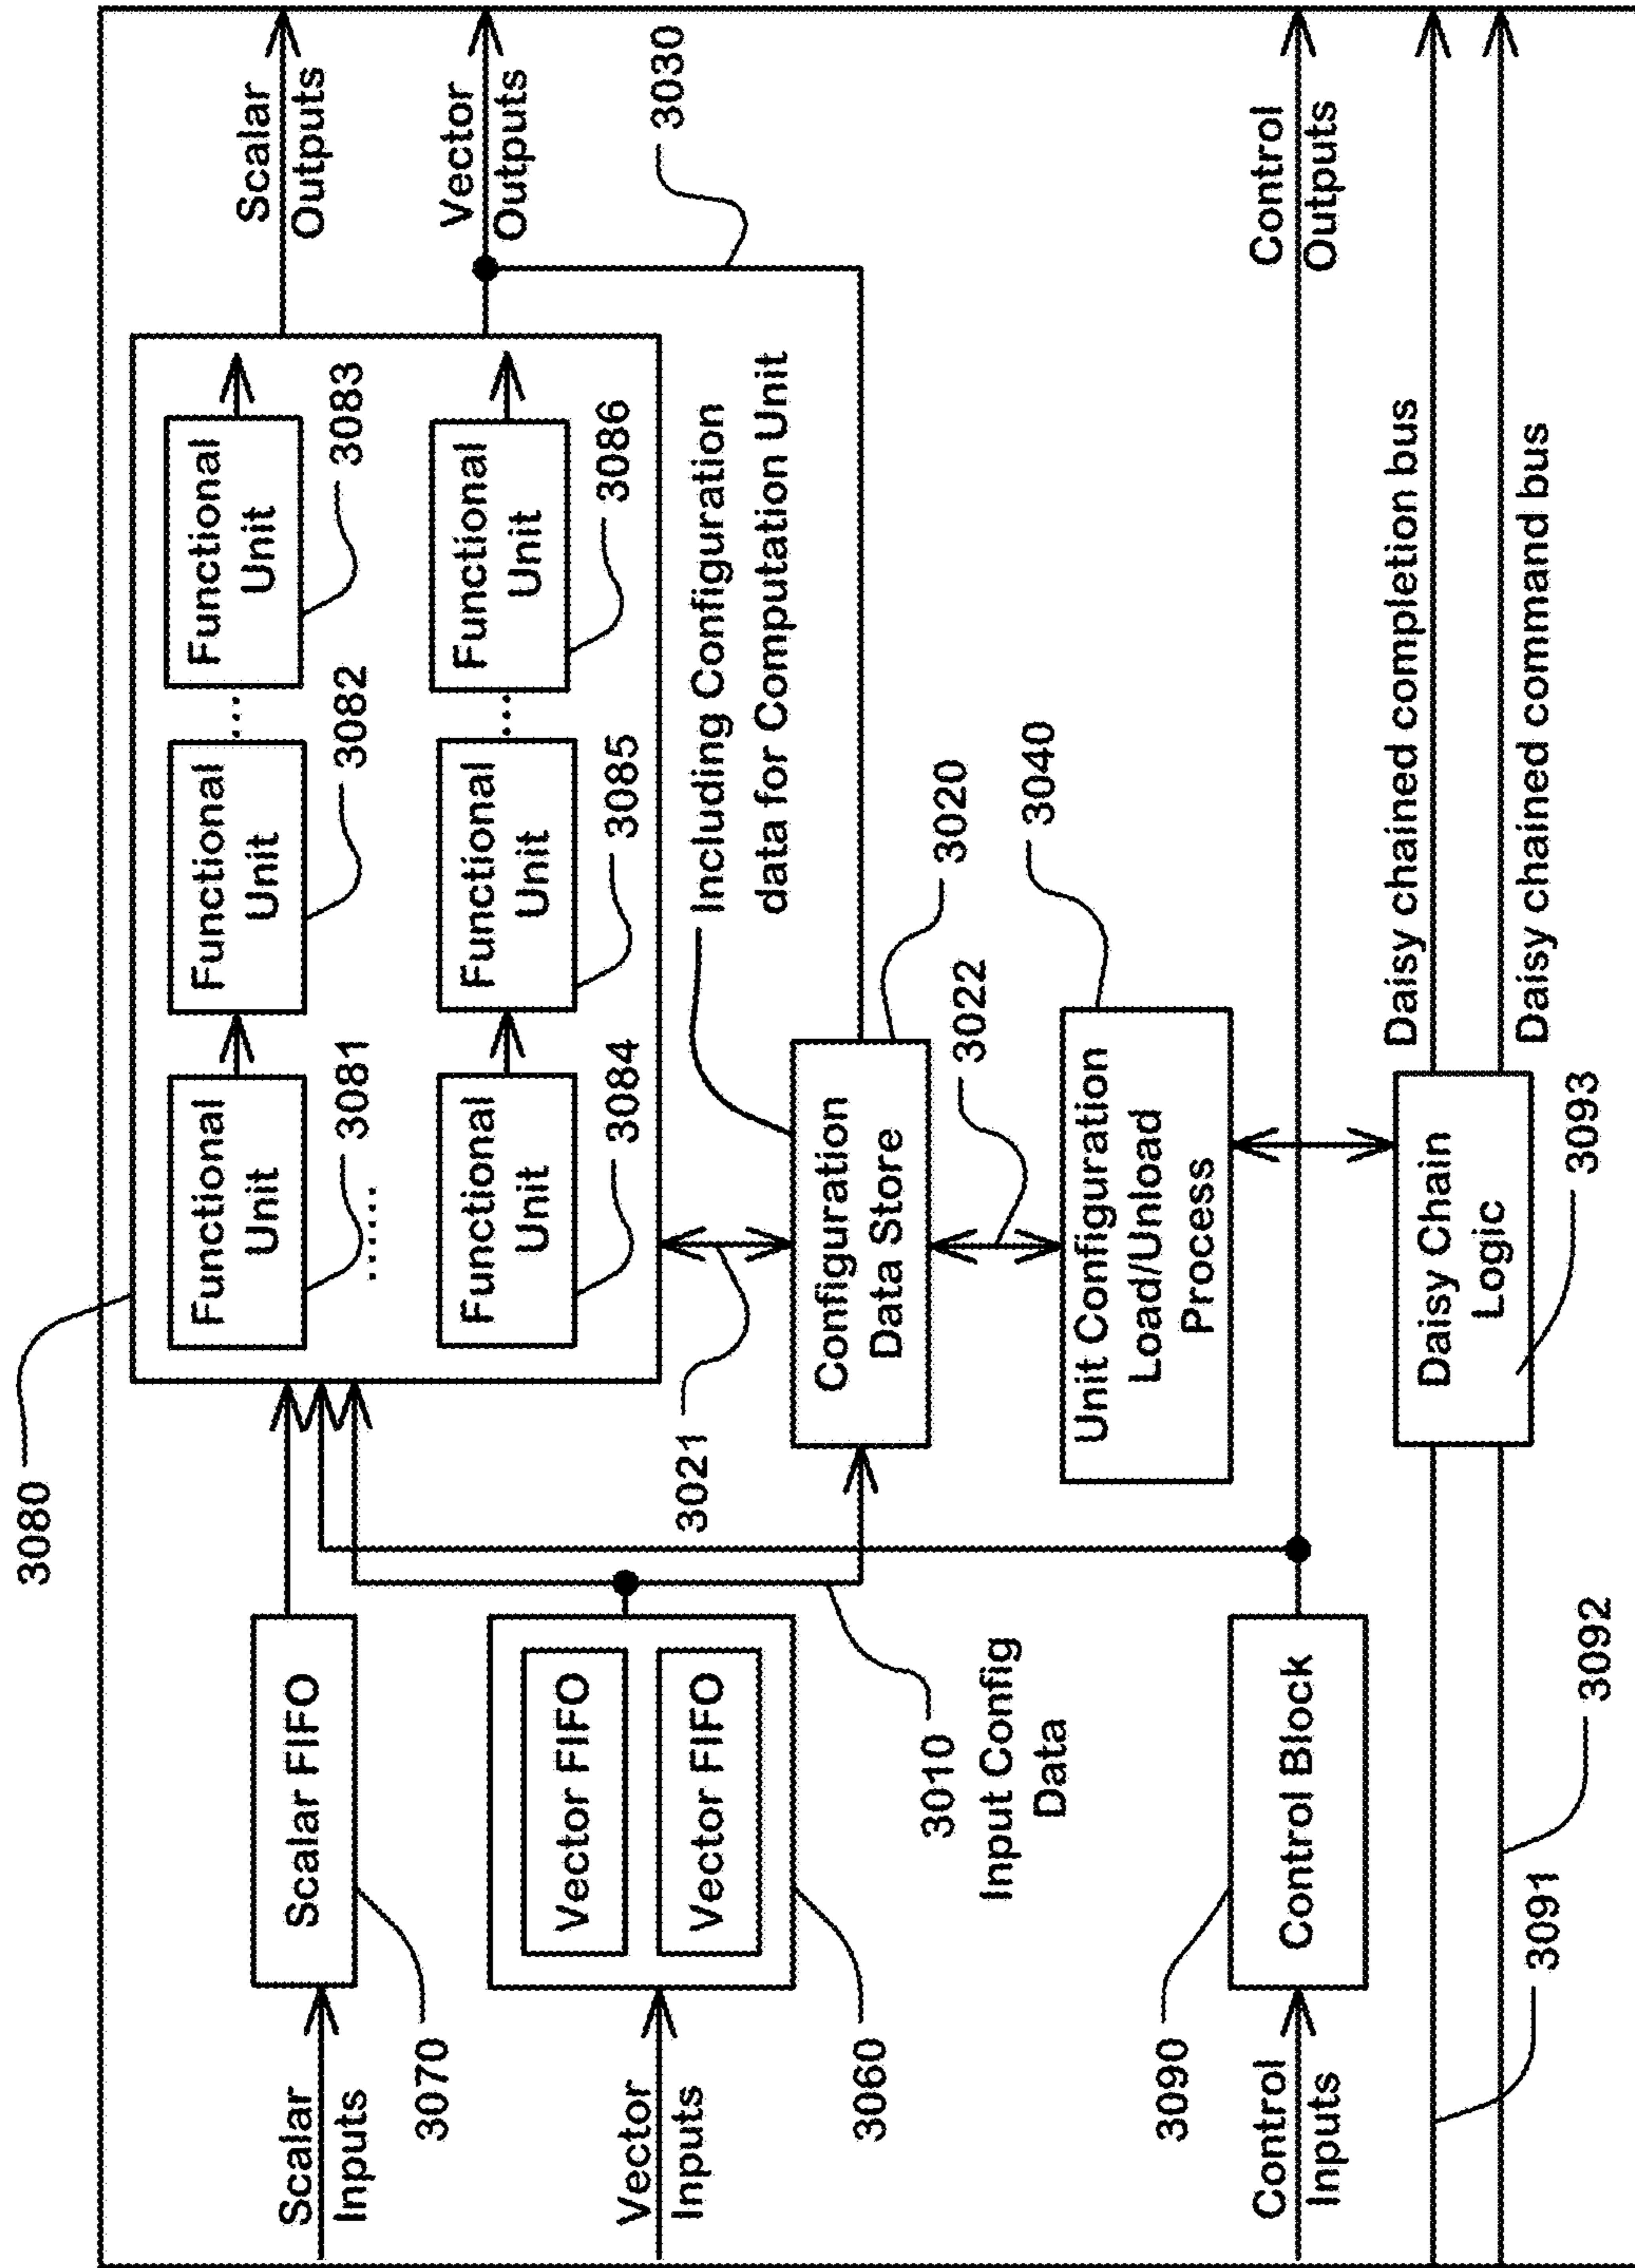 3080
Scalar
Inputs
Scalar FIFO
3070
Vector
Inputs
Vector FIFO
Vector FIFO
3060
3010
Input Config
Data
Control
Inputs
Control Block
3090
3091
3092
Functional
Unit
3081
......
Functional
Unit
3082
...
Functional
Unit
3083
Functional
Unit
3084
Functional
Unit
3085
...
Functional
Unit
3086
3021
Including Configuration
data for Computation Unit
Configuration
Data Store
3020
3022
Unit Configuration
Load/Unload
Process
3040
Daisy Chain
Logic
3093
Scalar
Outputs
Vector
Outputs
3030
Control
Outputs
Daisy chained completion bus
Daisy chained command bus